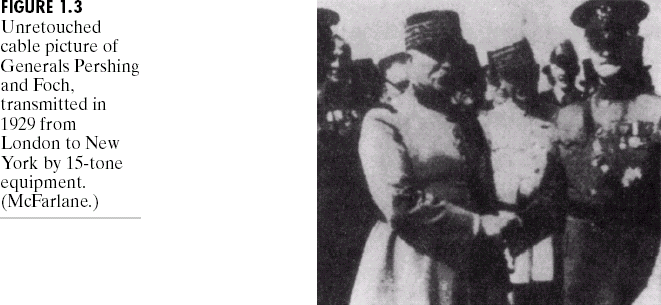 FIGURE 1.3
Unretouched
cable picture of
Generals Pershing
and Foch,
transmitted in
1929 from
London to New
York by 15-tone
equipment.
(McFarlane.)